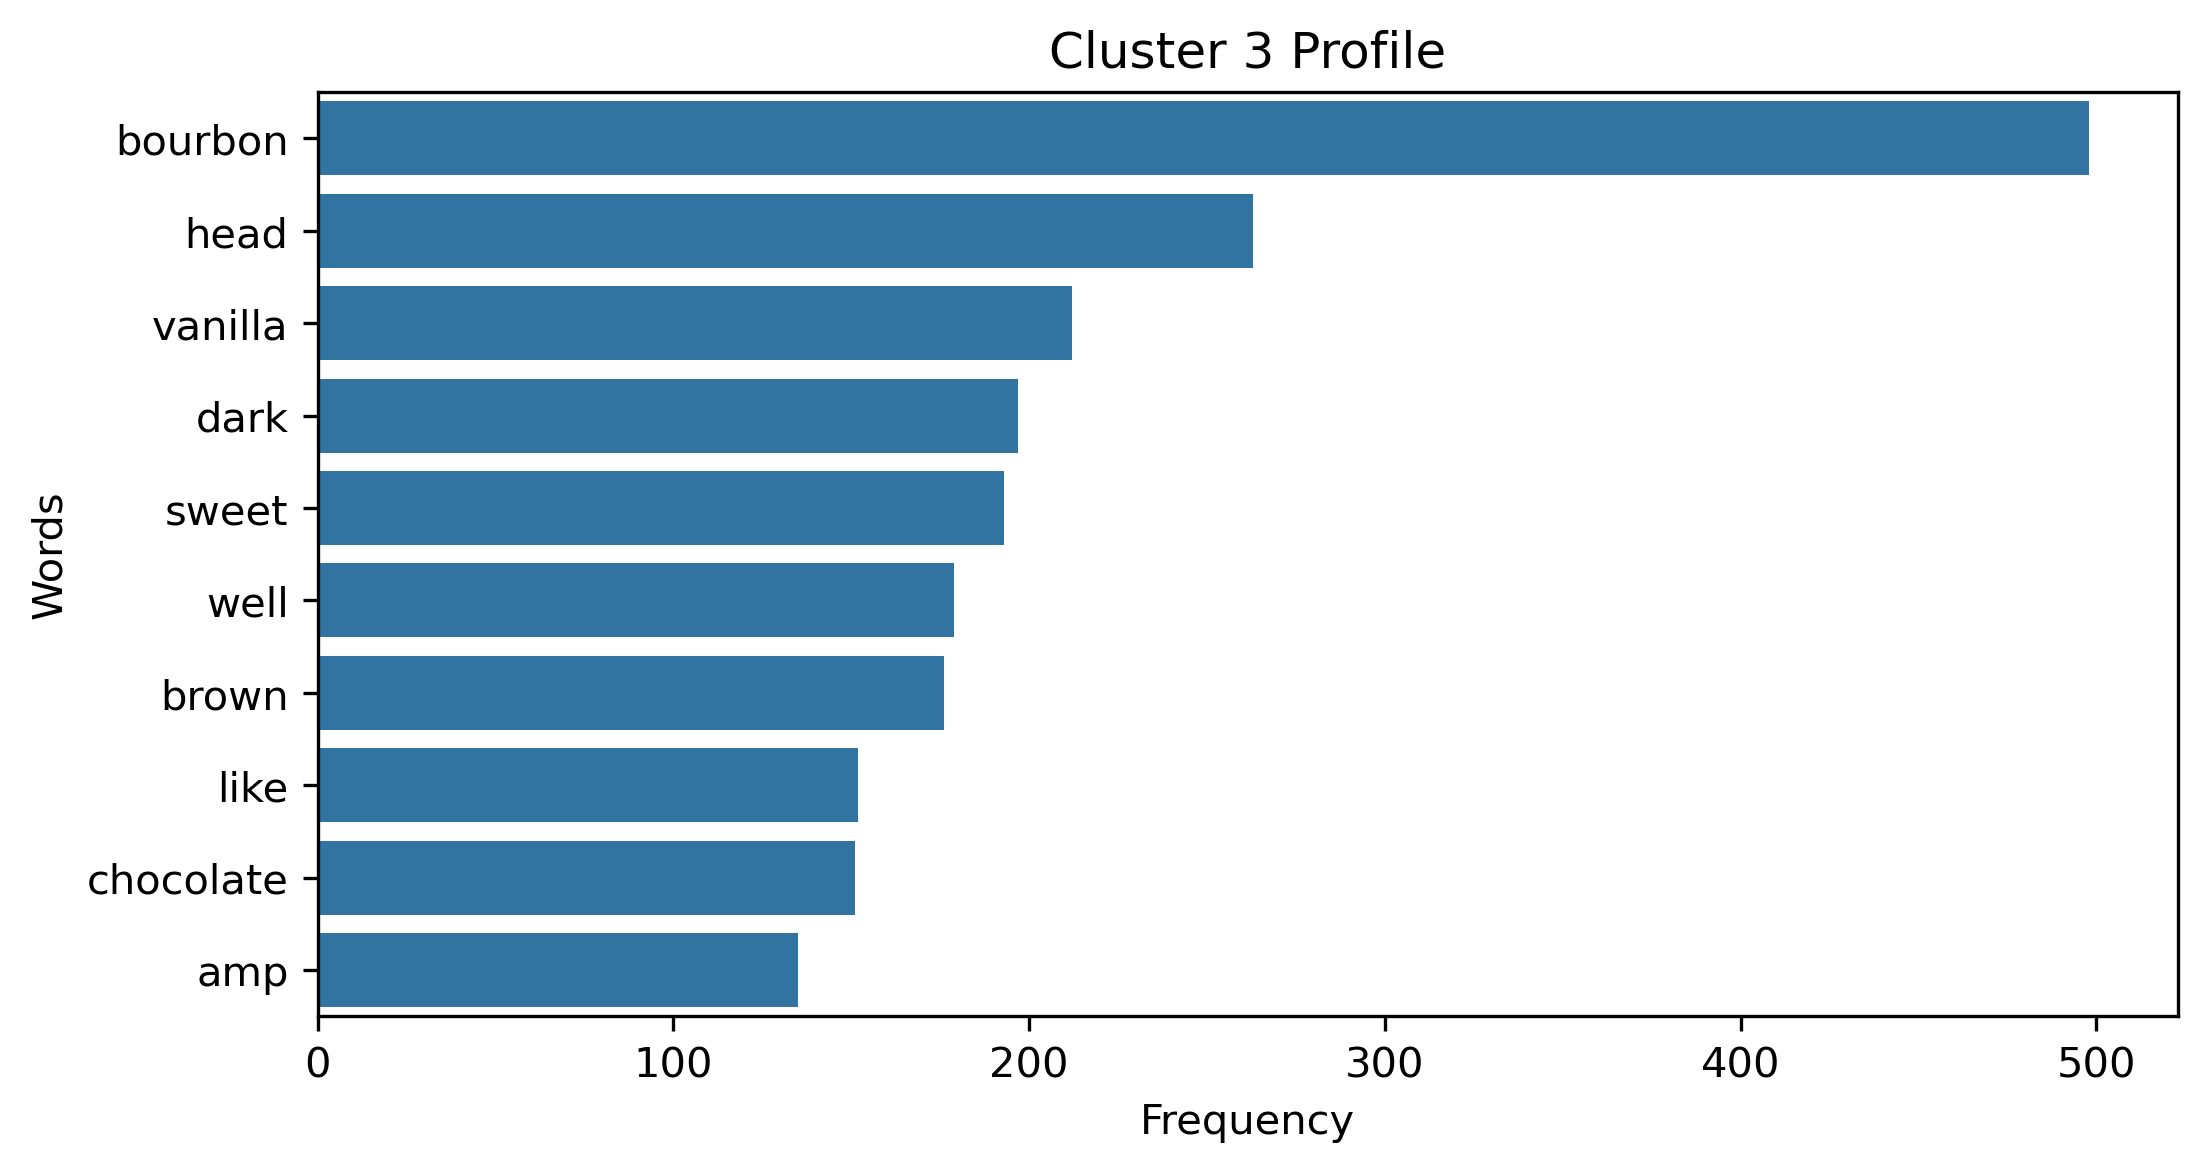 Cluster 3 Profile
bourbon
head
vanilla
dark
sweet
well
brown
like
chocolate
amp
Words
0 100 200 300 400 500
Frequency